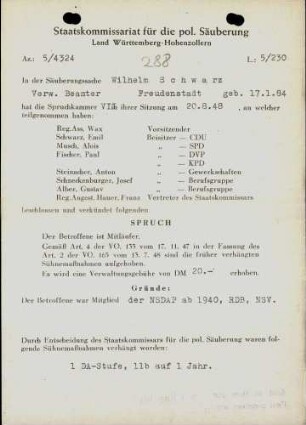 Staatskommissariat für die pol. Säuberung
Land Württemberg-Hohenzollern
Az.: 5/4324
288
L.: 5/230
In der Säuberungssache Wilhelm Schwarz
Verw. Beamter Freudenstadt geb. 17.1.84
hat die Spruchkammer VII in ihrer Sitzung am 20.8.48, an welcher
teilgenommen haben:
Reg.Ass. Wax Vorsitzender
Schwarz, Emil Beisitzer — CDU
Musch, Alois „ — SPD
Fischer, Paul „ — DVP
„ — KPD
Steimacher, Anton „ — Gewerkschaften
Schneckenburger, Josef „ — Berufsgruppe
Alber, Gustav „ — Berufsgruppe
Reg.August. Hauer, Franz Vertreter des Staatskommissars
beschlossen und verkündet folgenden
SPRUCH
Der Betroffene ist Mitläufer.
Gemäß Art. 4 der VO. 133 vom 17. 11. 47 in der Fassung des
Art. 2 der VO. 165 vom 13. 7. 48 sind die früher verhängten
Sühnemaßnahmen aufgehoben.
Es wird eine Verwaltungsgebühr von DM 20.- erhoben.
Gründe:
Der Betroffene war Mitglied der NSDAP ab 1940, RDB, NSV.
Durch Entscheidung des Staatskommissars für die pol. Säuberung waren fol-
gende Sühnemaßnahmen verhängt worden:
1 Da-Stufe, 11b auf 1 Jahr.